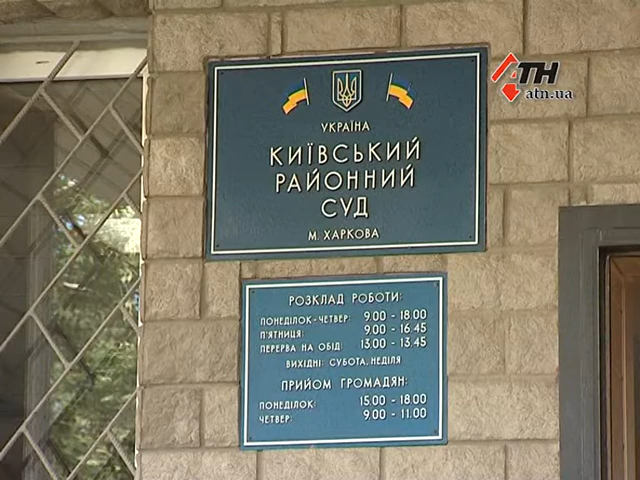 АТН
atn.ua
УКРАЇНА
КИЇВСЬКИЙ
РАЙОННИЙ
СУД
М. ХАРКОВА
РОЗКЛАД РОБОТИ:
ПОНЕДІЛОК-ЧЕТВЕР: 9.00 - 18.00
П'ЯТНИЦЯ: 9.00 - 16.45
ПЕРЕРВА НА ОБІД: 13.00 - 13.45
ВИХІДНІ: СУБОТА, НЕДІЛЯ
ПРИЙОМ ГРОМАДЯН:
ПОНЕДІЛОК: 15.00 - 18.00
ЧЕТВЕР: 9.00 - 11.00